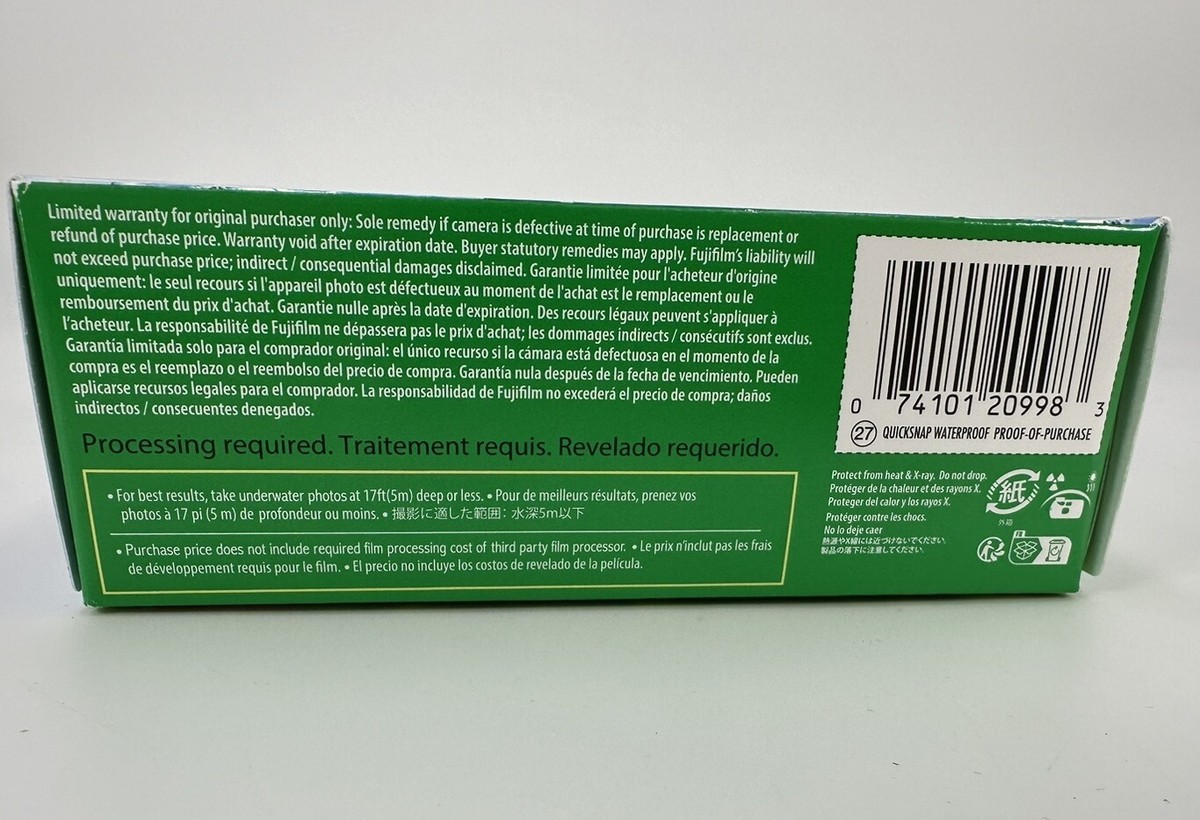 Limited warranty for original purchaser only: Sole remedy if camera is defective at time of purchase is replacement or
refund of purchase price. Warranty void after expiration date. Buyer statutory remedies may apply. Fujifilm's liability will
not exceed purchase price; indirect / consequential damages disclaimed. Garantie limitée pour l'acheteur d'origine
uniquement: le seul recours si l'appareil photo est défectueux au moment de l'achat est le remplacement ou le
remboursement du prix d'achat. Garantie nulle après la date d'expiration. Des recours légaux peuvent s'appliquer à
l'acheteur. La responsabilité de Fujifilm ne dépassera pas le prix d'achat; les dommages indirects / consécutifs sont exclus.
Garantía limitada solo para el comprador original: el único recurso si la cámara está defectuosa en el momento de la
compra es el reemplazo o el reembolso del precio de compra. Garantía nula después de la fecha de vencimiento. Pueden
aplicarse recursos legales para el comprador. La responsabilidad de Fujifilm no excederá el precio de compra; daños
indirectos / consecuentes denegados.
Processing required. Traitement requis. Revelado requerido.
• For best results, take underwater photos at 17ft(5m) deep or less. • Pour de meilleurs résultats, prenez vos
photos à 17 pi (5 m) de profondeur ou moins. • 撮影に適した範囲: 水深5m以下
• Purchase price does not include required film processing cost of third party film processor. • Le prix n'inclut pas les frais
de développement requis pour le film. • El precio no incluye los costos de revelado de la película.
0 74101 20998 3
27 QUICKSNAP WATERPROOF PROOF-OF-PURCHASE
Protect from heat & X-ray. Do not drop.
Protéger de la chaleur et des rayons X.
Proteger del calor y los rayos X.
Protéger contre les chocs.
No lo deje caer
熱源やX線には近づけないでください。
製品の落下に注意してください。
紙
外箱